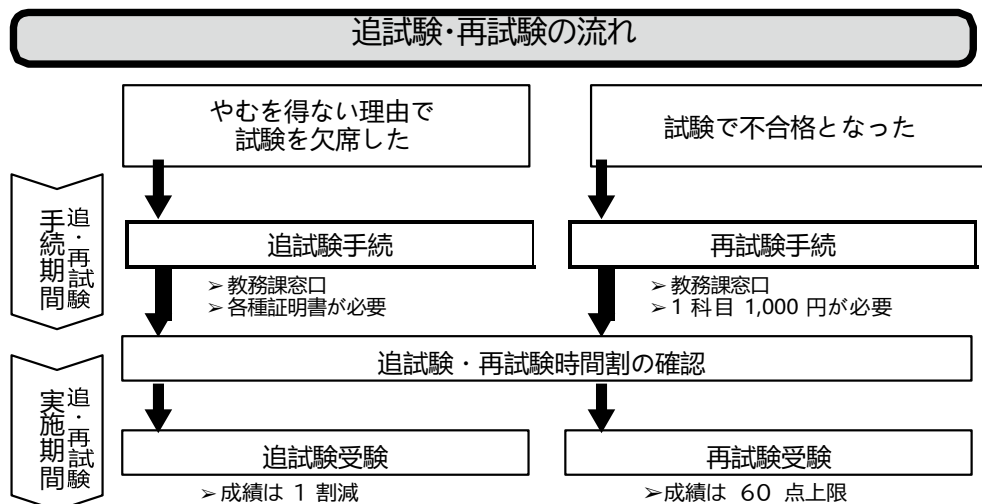 追試験・再試験の流れ
やむを得ない理由で
試験を欠席した
試験で不合格となった
追・再試験
手続期間
追試験手続
再試験手続
➢教務課窓口
➢各種証明書が必要
➢教務課窓口
➢1 科目 1,000 円が必要
追試験・再試験時間割の確認
追・再試験
実施期間
追試験受験
再試験受験
➢成績は 1 割減
➢成績は 60 点上限